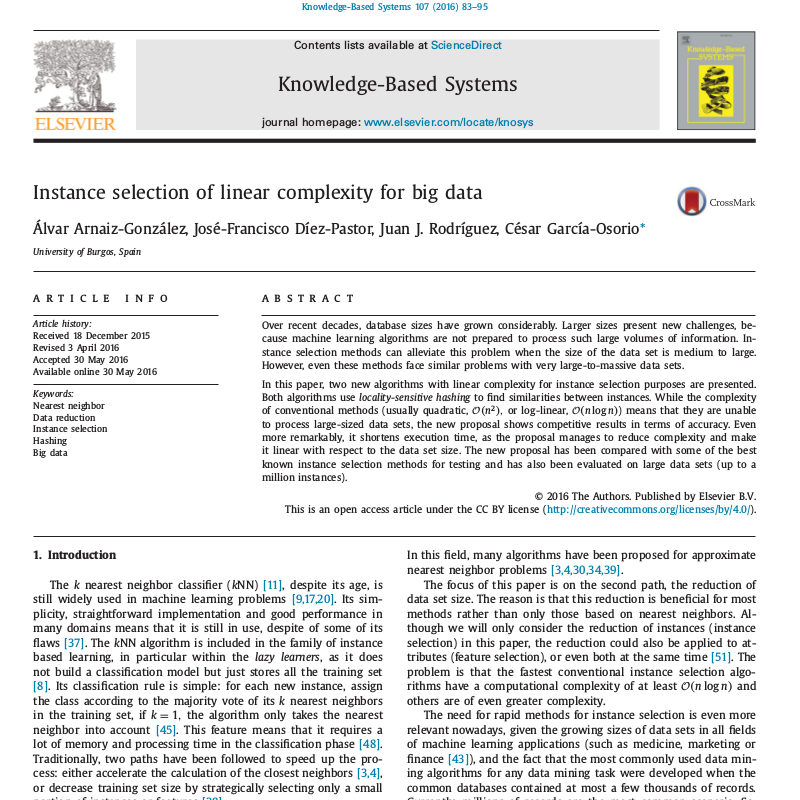 Knowledge-Based Systems 107 (2016) 83–95
Contents lists available at ScienceDirect
Knowledge-Based Systems
journal homepage: www.elsevier.com/locate/knosys
ELSEVIER
Knowledge-Based
SYSTEMS
Instance selection of linear complexity for big data
CrossMark
Álvar Arnaiz-González, José-Francisco Díez-Pastor, Juan J. Rodríguez, César García-Osorio*
University of Burgos, Spain
ARTICLE INFO
Article history:
Received 18 December 2015
Revised 3 April 2016
Accepted 30 May 2016
Available online 30 May 2016
Keywords:
Nearest neighbor
Data reduction
Instance selection
Hashing
Big data
ABSTRACT
Over recent decades, database sizes have grown considerably. Larger sizes present new challenges, be-
cause machine learning algorithms are not prepared to process such large volumes of information. In-
stance selection methods can alleviate this problem when the size of the data set is medium to large.
However, even these methods face similar problems with very large-to-massive data sets.
In this paper, two new algorithms with linear complexity for instance selection purposes are presented.
Both algorithms use locality-sensitive hashing to find similarities between instances. While the complexity
of conventional methods (usually quadratic, O(n²), or log-linear, O(n log n)) means that they are unable
to process large-sized data sets, the new proposal shows competitive results in terms of accuracy. Even
more remarkably, it shortens execution time, as the proposal manages to reduce complexity and make
it linear with respect to the data set size. The new proposal has been compared with some of the best
known instance selection methods for testing and has also been evaluated on large data sets (up to a
million instances).
© 2016 The Authors. Published by Elsevier B.V.
This is an open access article under the CC BY license (http://creativecommons.org/licenses/by/4.0/).
1. Introduction
The k nearest neighbor classifier (kNN) [11], despite its age, is
still widely used in machine learning problems [9,17,20]. Its sim-
plicity, straightforward implementation and good performance in
many domains means that it is still in use, despite of some of its
flaws [37]. The kNN algorithm is included in the family of instance
based learning, in particular within the lazy learners, as it does
not build a classification model but just stores all the training set
[8]. Its classification rule is simple: for each new instance, assign
the class according to the majority vote of its k nearest neighbors
in the training set, if k = 1, the algorithm only takes the nearest
neighbor into account [45]. This feature means that it requires a
lot of memory and processing time in the classification phase [48].
Traditionally, two paths have been followed to speed up the pro-
cess: either accelerate the calculation of the closest neighbors [3,4],
or decrease training set size by strategically selecting only a small
In this field, many algorithms have been proposed for approximate
nearest neighbor problems [3,4,30,34,39].
The focus of this paper is on the second path, the reduction of
data set size. The reason is that this reduction is beneficial for most
methods rather than only those based on nearest neighbors. Al-
though we will only consider the reduction of instances (instance
selection) in this paper, the reduction could also be applied to at-
tributes (feature selection), or even both at the same time [51]. The
problem is that the fastest conventional instance selection algo-
rithms have a computational complexity of at least O(n log n) and
others are of even greater complexity.
The need for rapid methods for instance selection is even more
relevant nowadays, given the growing sizes of data sets in all fields
of machine learning applications (such as medicine, marketing or
finance [43]), and the fact that the most commonly used data min-
ing algorithms for any data mining task were developed when the
common databases contained at most a few thousands of records.